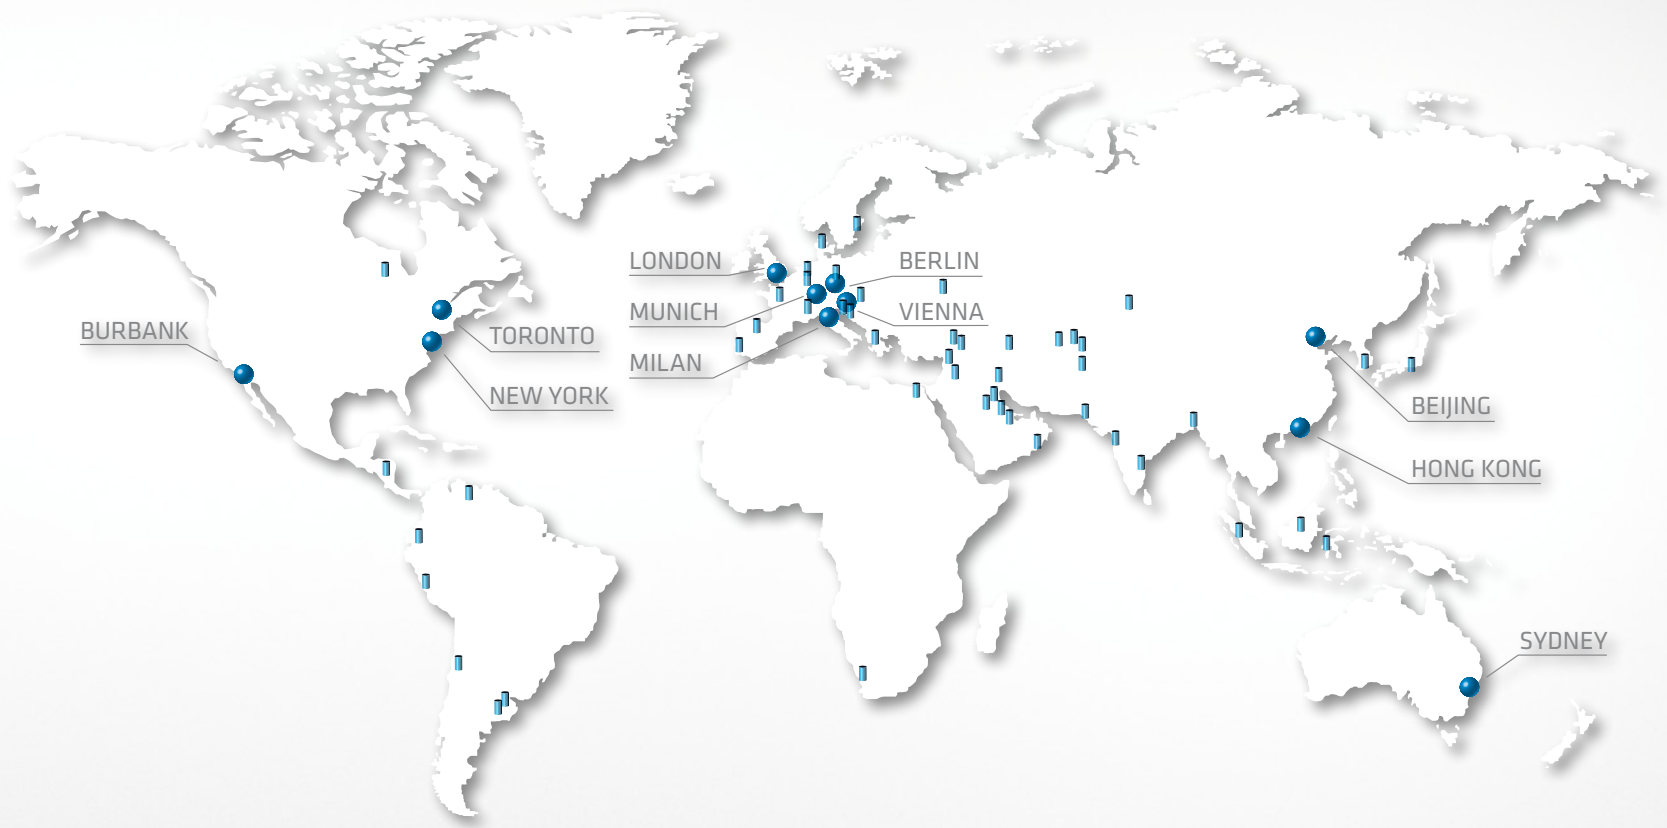 LONDON
BERLIN
MUNICH
VIENNA
BURBANK
TORONTO
MILAN
NEW YORK
BEIJING
HONG KONG
SYDNEY